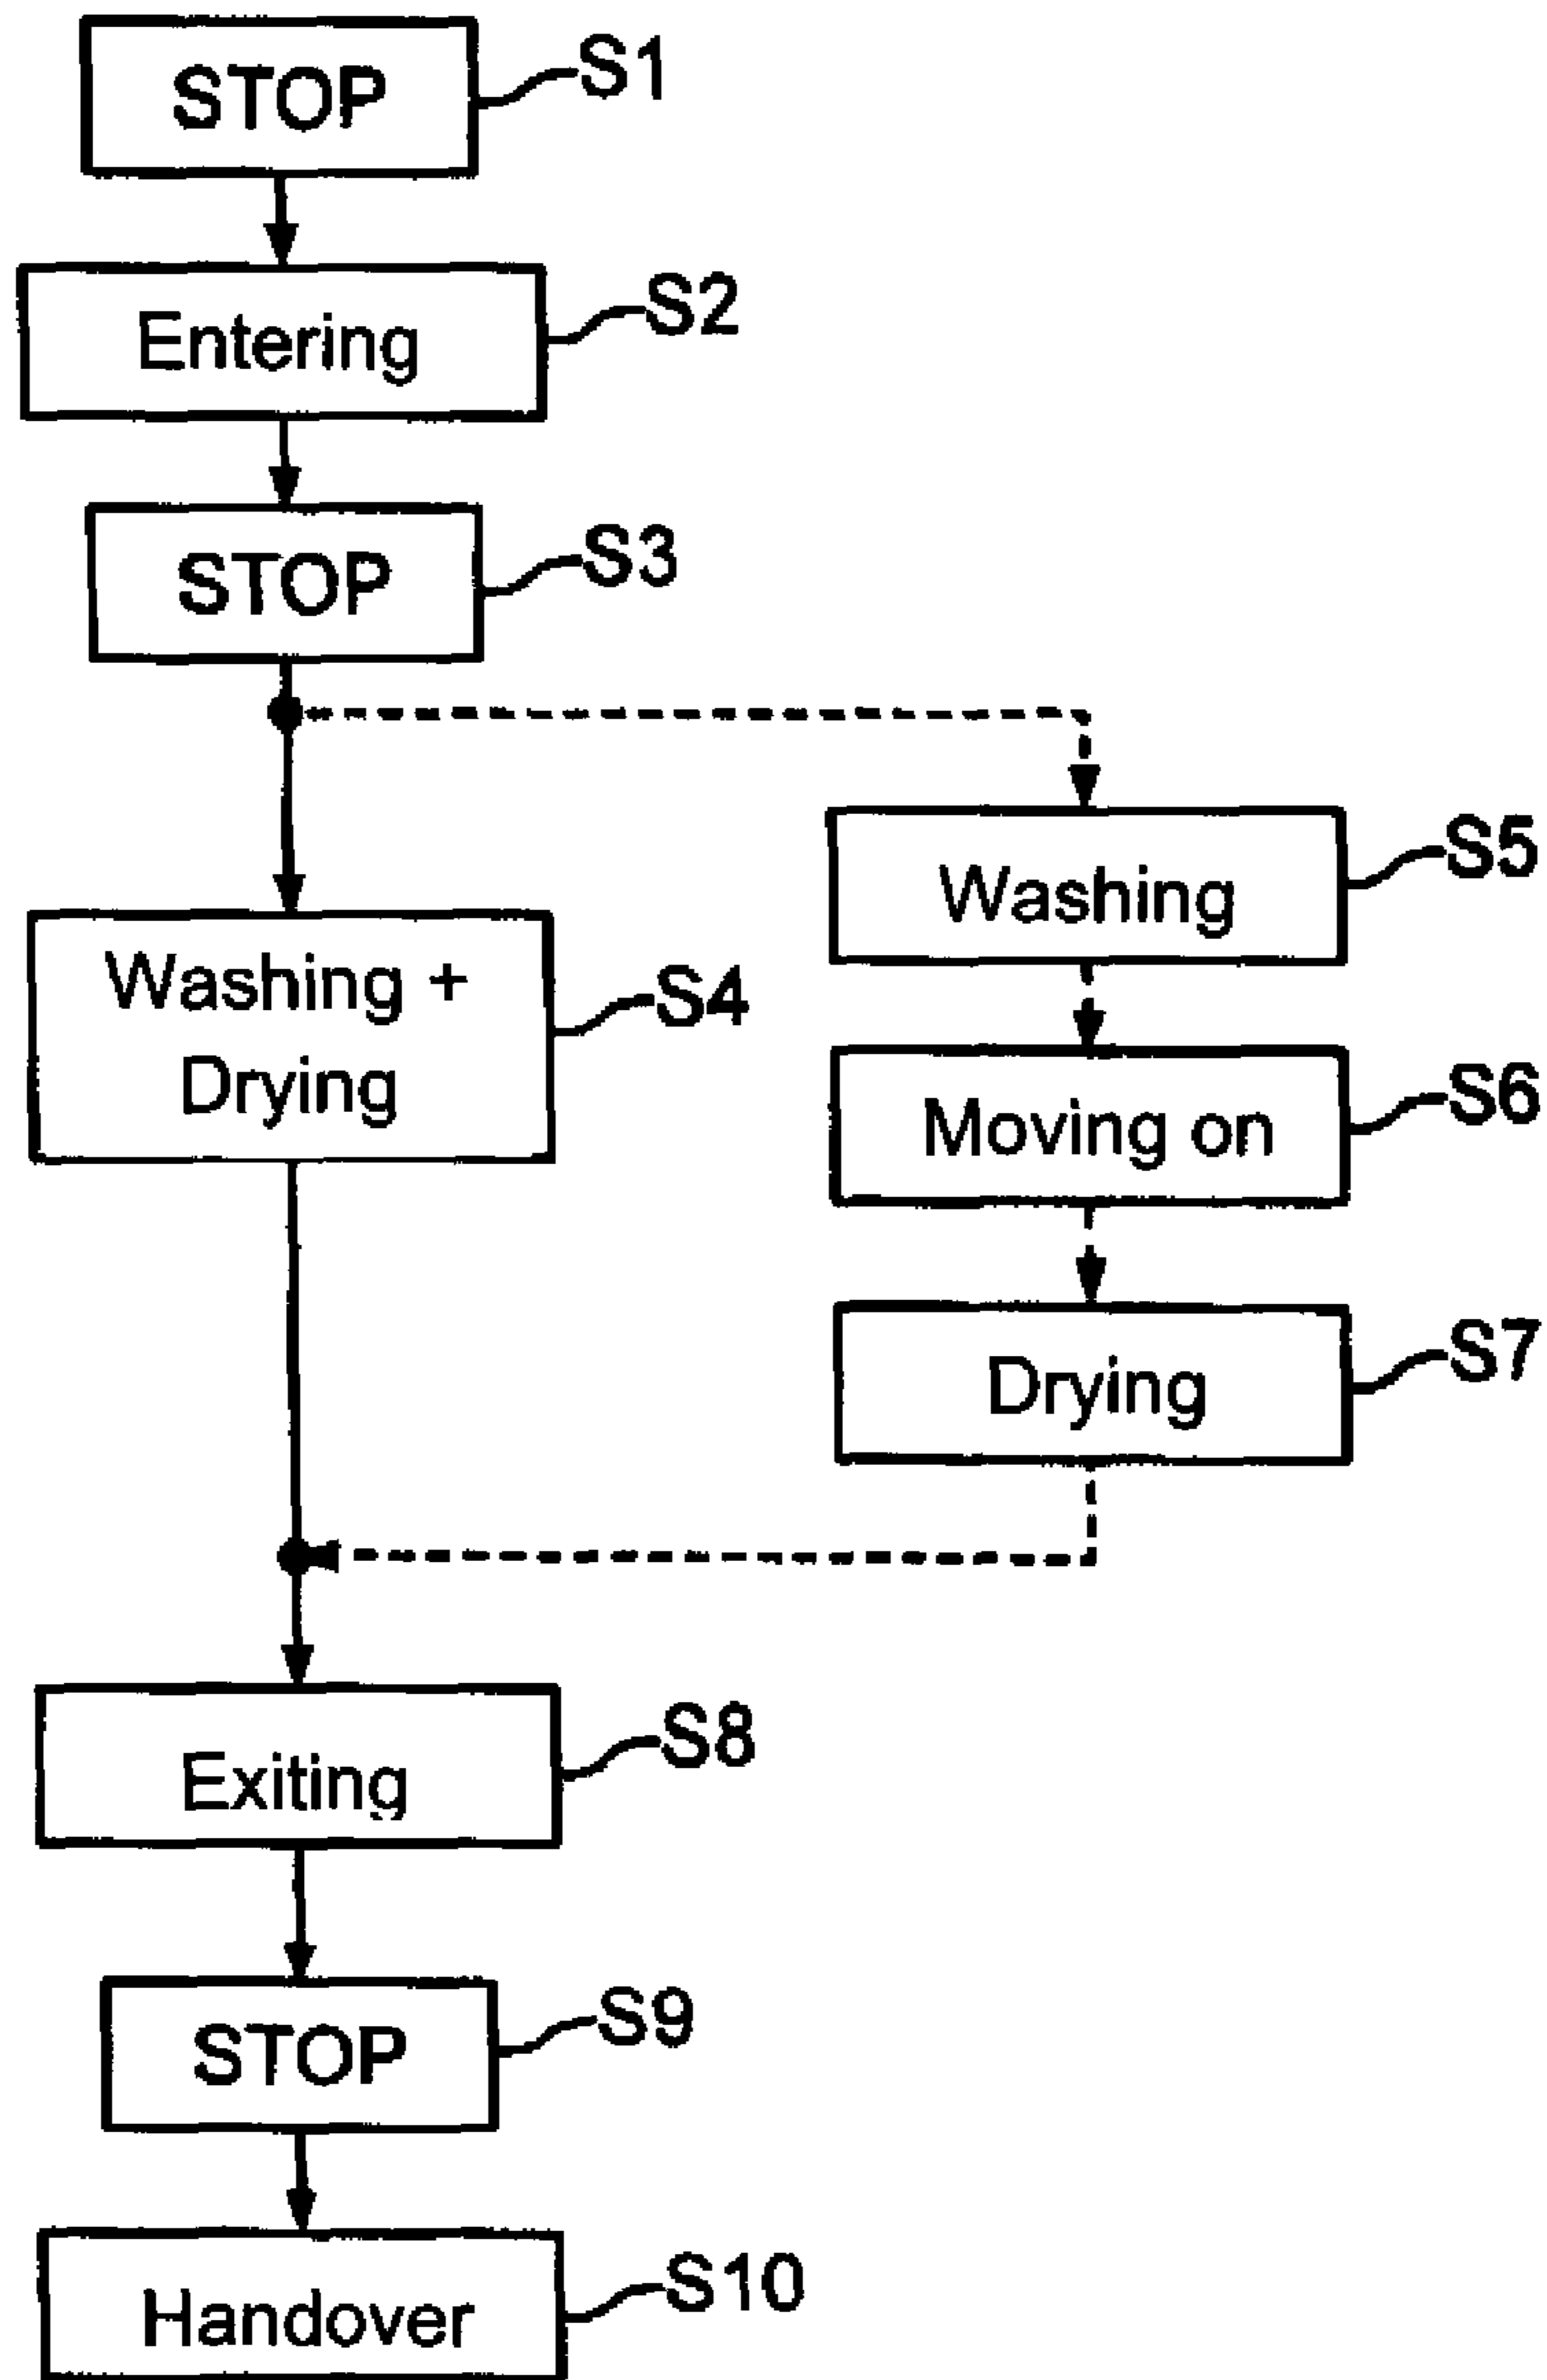 STOP S1
Entering S2
STOP S3
Washing S5
Washing +
Drying S4
Moving on S6
Drying S7
Exiting S8
STOP S9
Handover S10